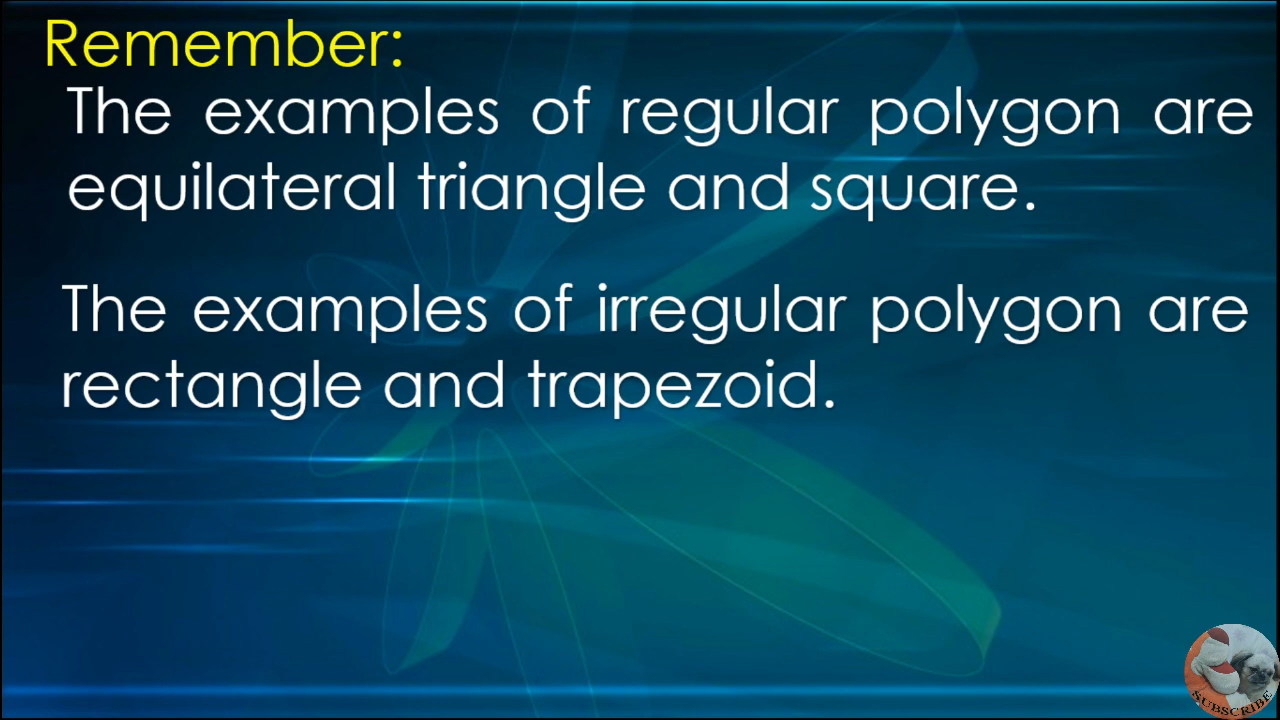 Remember:
The examples of regular polygon are
equilateral triangle and square.
The examples of irregular polygon are
rectangle and trapezoid.
SUBSCRIBE